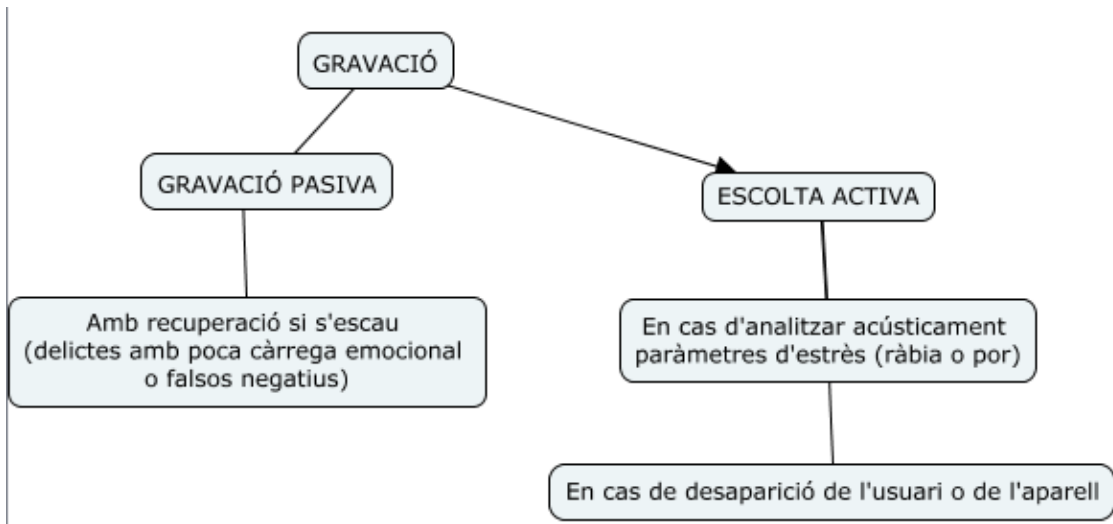 GRAVACIÓ
GRAVACIÓ PASIVA
ESCOLTA ACTIVA
Amb recuperació si s'escau
(delictes amb poca càrrega emocional
o falsos negatius)
En cas d'analitzar acústicament
paràmetres d'estrès (ràbia o por)
En cas de desaparició de l'usuari o de l'aparell